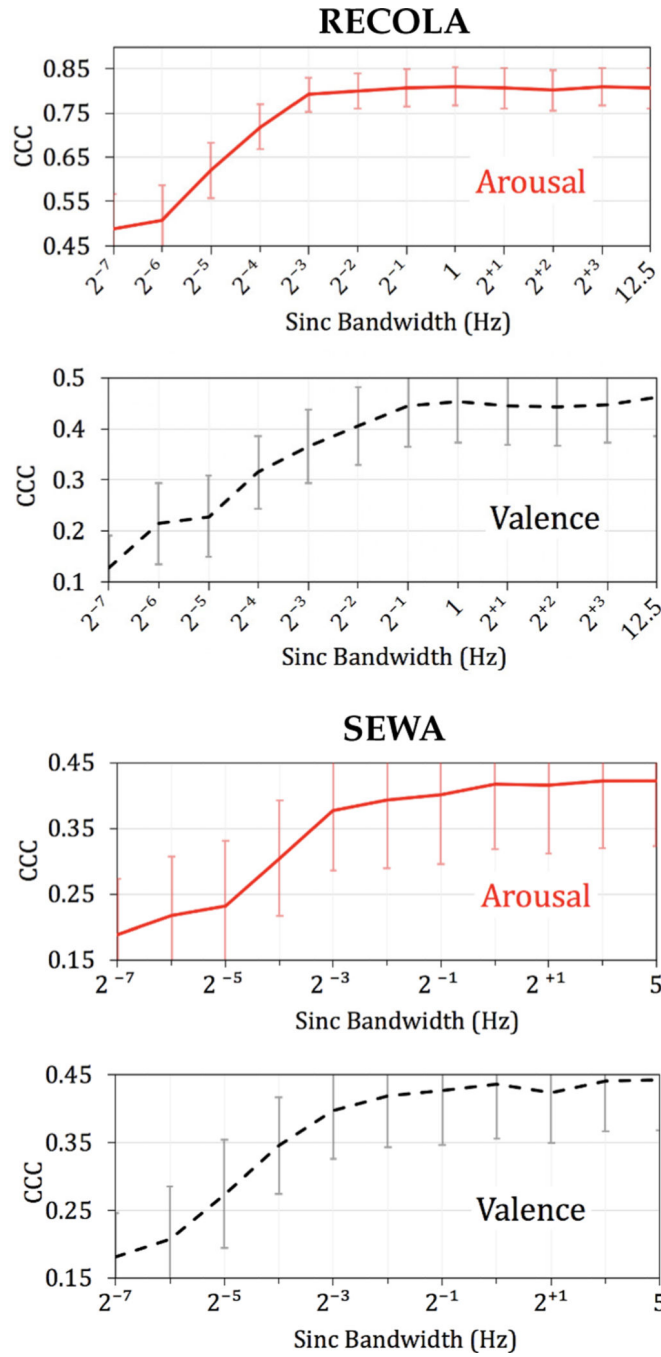 RECOLA
0.85
0.75
0.65
0.55
0.45
CCC
Arousal
2⁻⁷ 2⁻⁶ 2⁻⁵ 2⁻⁴ 2⁻³ 2⁻² 2⁻¹ 1 2⁺¹ 2⁺² 2⁺³ 12.5
Sinc Bandwidth (Hz)
0.5
0.4
0.3
0.2
0.1
CCC
Valence
2⁻⁷ 2⁻⁶ 2⁻⁵ 2⁻⁴ 2⁻³ 2⁻² 2⁻¹ 1 2⁺¹ 2⁺² 2⁺³ 12.5
Sinc Bandwidth (Hz)
SEWA
0.45
0.35
0.25
0.15
CCC
Arousal
2⁻⁷ 2⁻⁵ 2⁻³ 2⁻¹ 2⁺¹ 5
Sinc Bandwidth (Hz)
0.45
0.35
0.25
0.15
CCC
Valence
2⁻⁷ 2⁻⁵ 2⁻³ 2⁻¹ 2⁺¹ 5
Sinc Bandwidth (Hz)